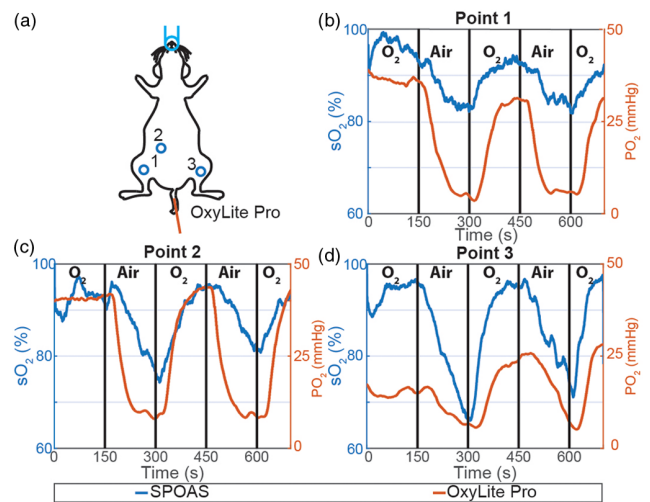 (a)
1
2
3
OxyLite Pro
(b)
Point 1
O2 Air O2 Air O2
sO2 (%)
100
80
60
PO2 (mmHg)
50
25
0
0 150 300 450 600
Time (s)
(c)
Point 2
O2 Air O2 Air O2
sO2 (%)
100
80
60
PO2 (mmHg)
50
25
0
0 150 300 450 600
Time (s)
(d)
Point 3
O2 Air O2 Air O2
sO2 (%)
100
80
60
PO2 (mmHg)
50
25
0
0 150 300 450 600
Time (s)
SPOAS OxyLite Pro